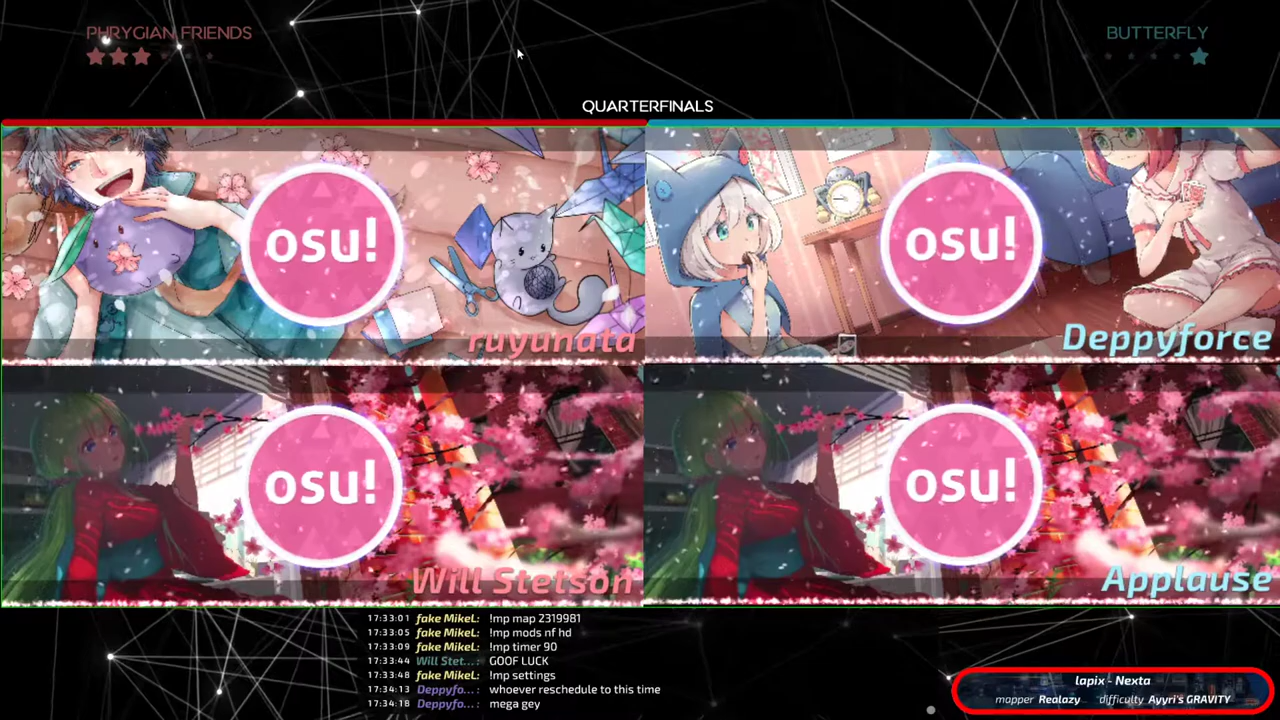 PHRYGIAN FRIENDS
BUTTERFLY
QUARTERFINALS
osu!
osu!
ruyunata
Deppyforce
osu!
osu!
Will Stetson
Applause
17:33:01 fake MikeL: !mp map 2319981
17:33:05 fake MikeL: !mp mods nf hd
17:33:09 fake MikeL: !mp timer 90
17:33:44 Will Stet...: GOOF LUCK
17:33:48 fake MikeL: !mp settings
17:34:13 Deppyfo...: whoever reschedule to this time
17:34:18 Deppyfo...: mega gey
lapix - Nexta
mapper Realazy difficulty Ayyri's GRAVITY